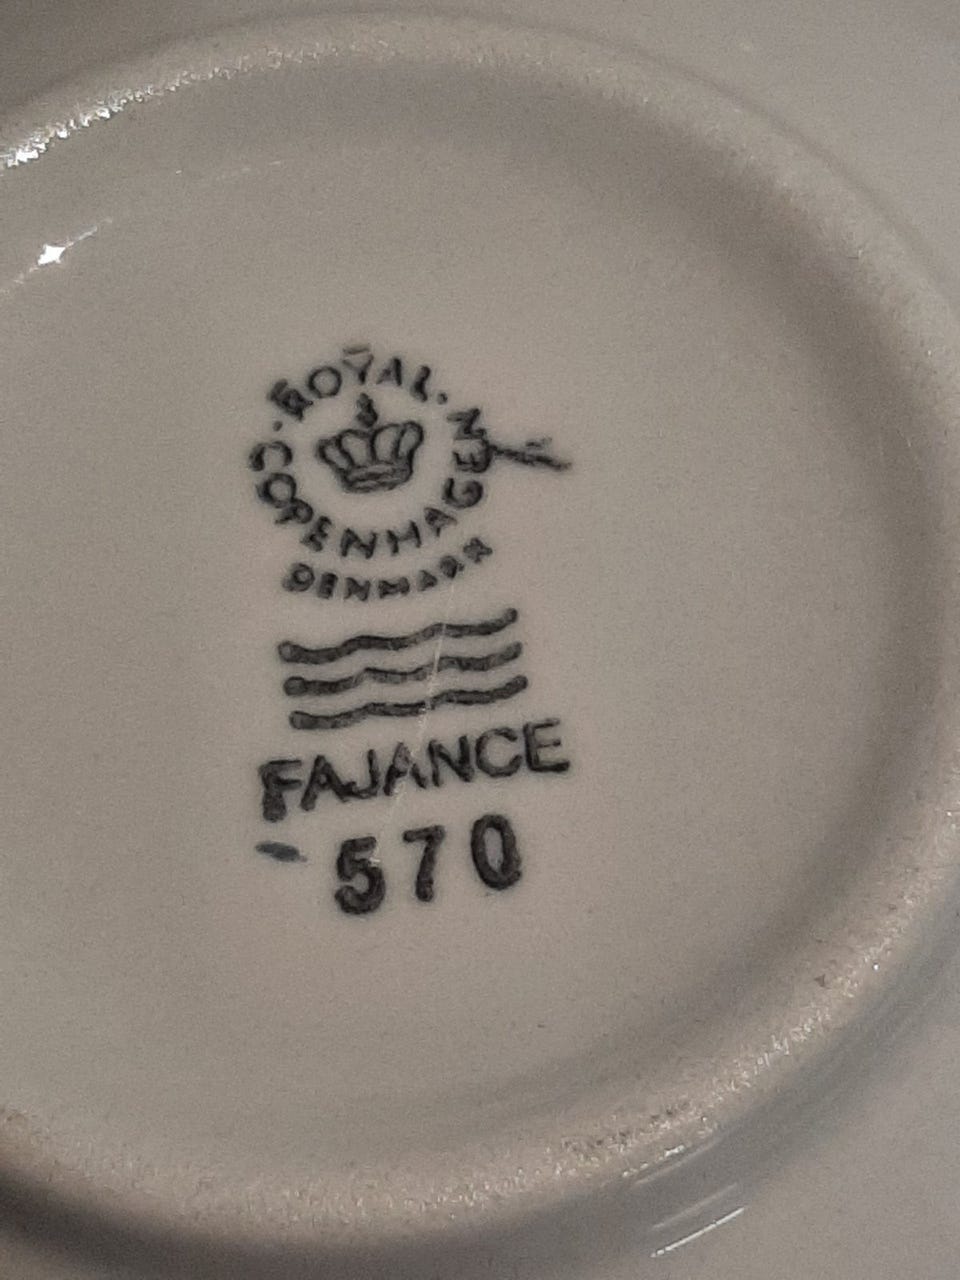 ROYAL.
COPENHAGEN
DENMARK
FAJANCE
570